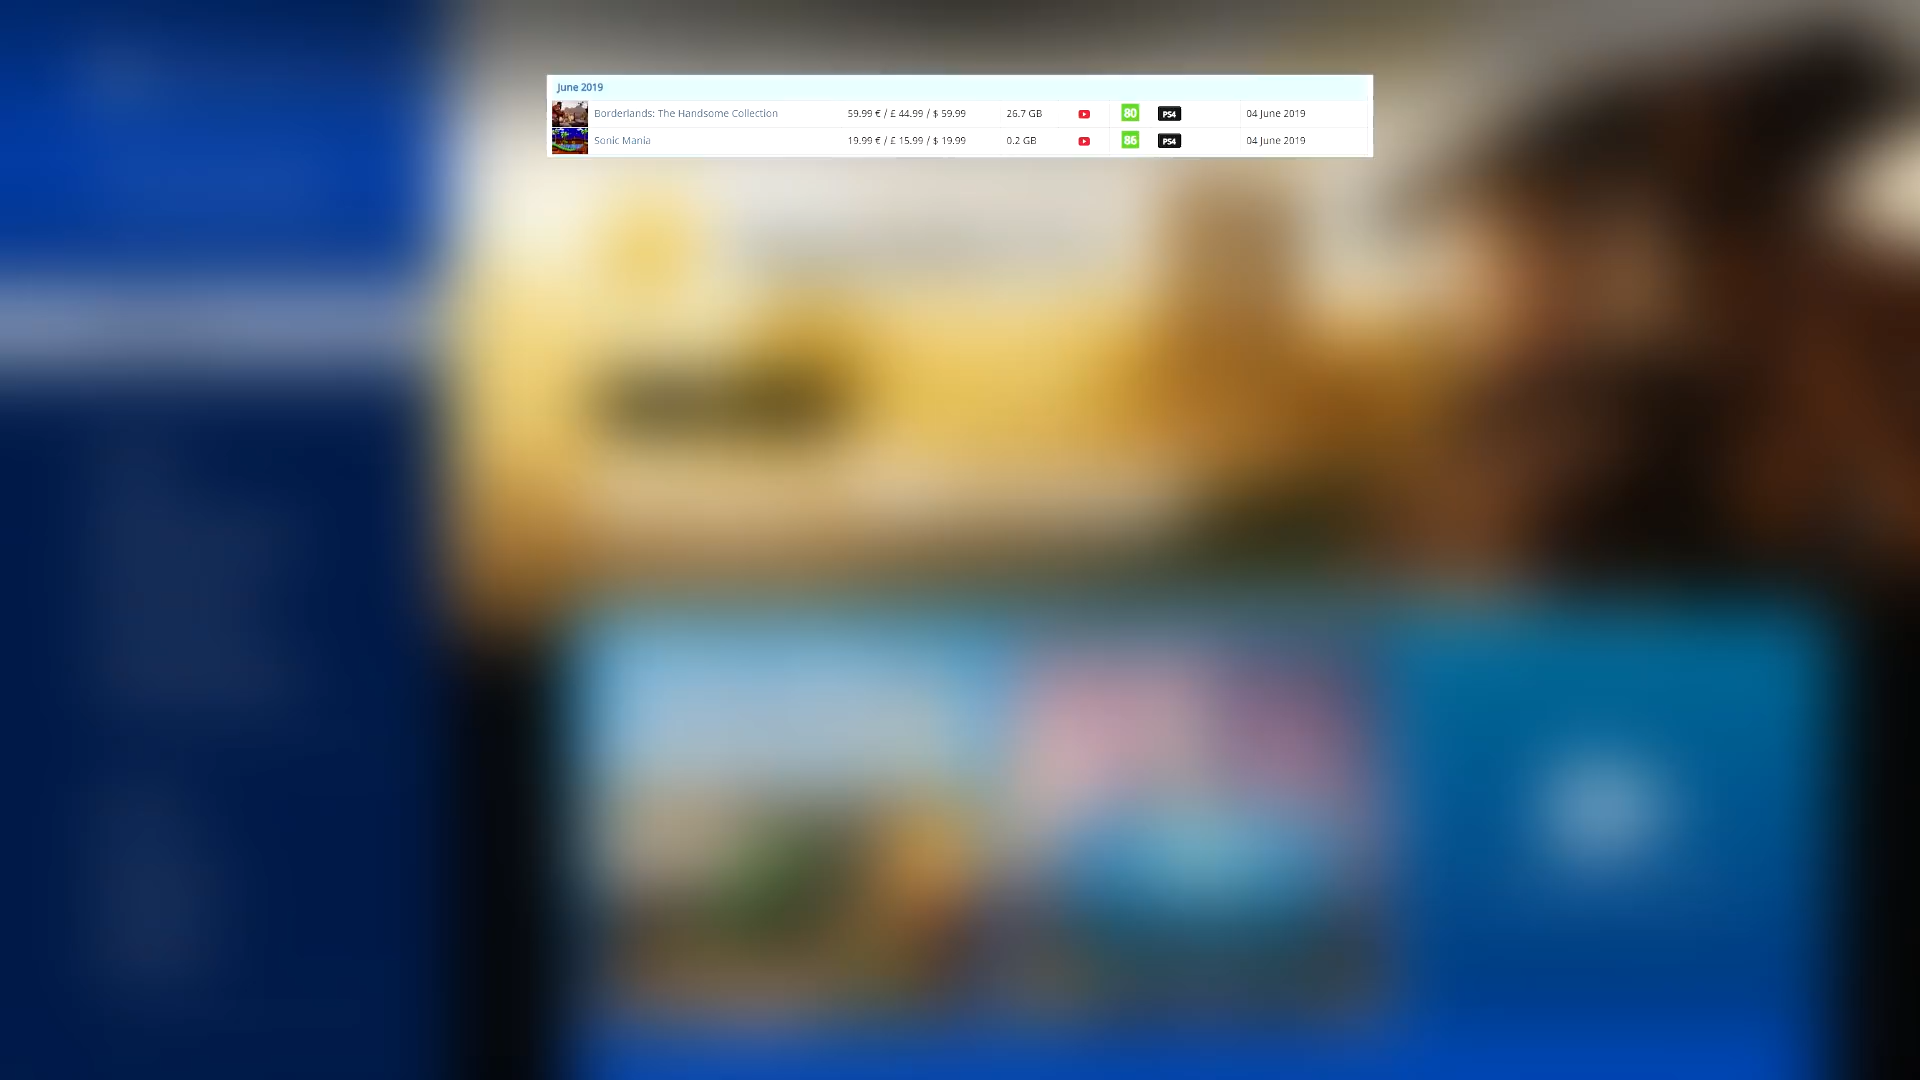 June 2019
Borderlands: The Handsome Collection 59.99 € / £ 44.99 / $ 59.99 26.7 GB 80 PS4 04 June 2019
Sonic Mania 19.99 € / £ 15.99 / $ 19.99 0.2 GB 86 PS4 04 June 2019